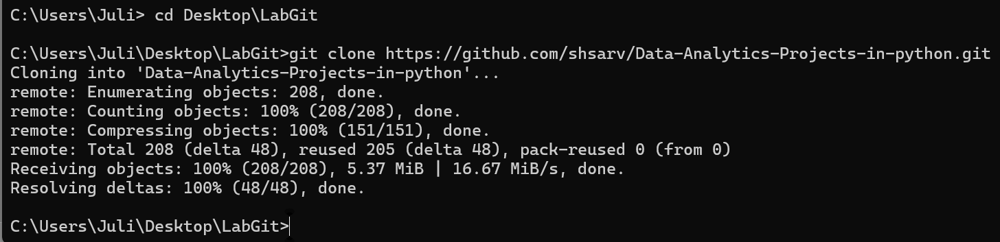 C:\Users\Juli> cd Desktop\LabGit
C:\Users\Juli\Desktop\LabGit>git clone https://github.com/shsarv/Data-Analytics-Projects-in-python.git
Cloning into 'Data-Analytics-Projects-in-python'...
remote: Enumerating objects: 208, done.
remote: Counting objects: 100% (208/208), done.
remote: Compressing objects: 100% (151/151), done.
remote: Total 208 (delta 48), reused 205 (delta 48), pack-reused 0 (from 0)
Receiving objects: 100% (208/208), 5.37 MiB | 16.67 MiB/s, done.
Resolving deltas: 100% (48/48), done.
C:\Users\Juli\Desktop\LabGit>